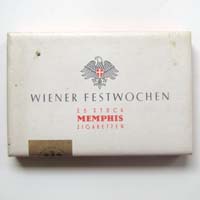 WIENER FESTWOCHEN
25 STÜCK
MEMPHIS
ZIGARETTEN